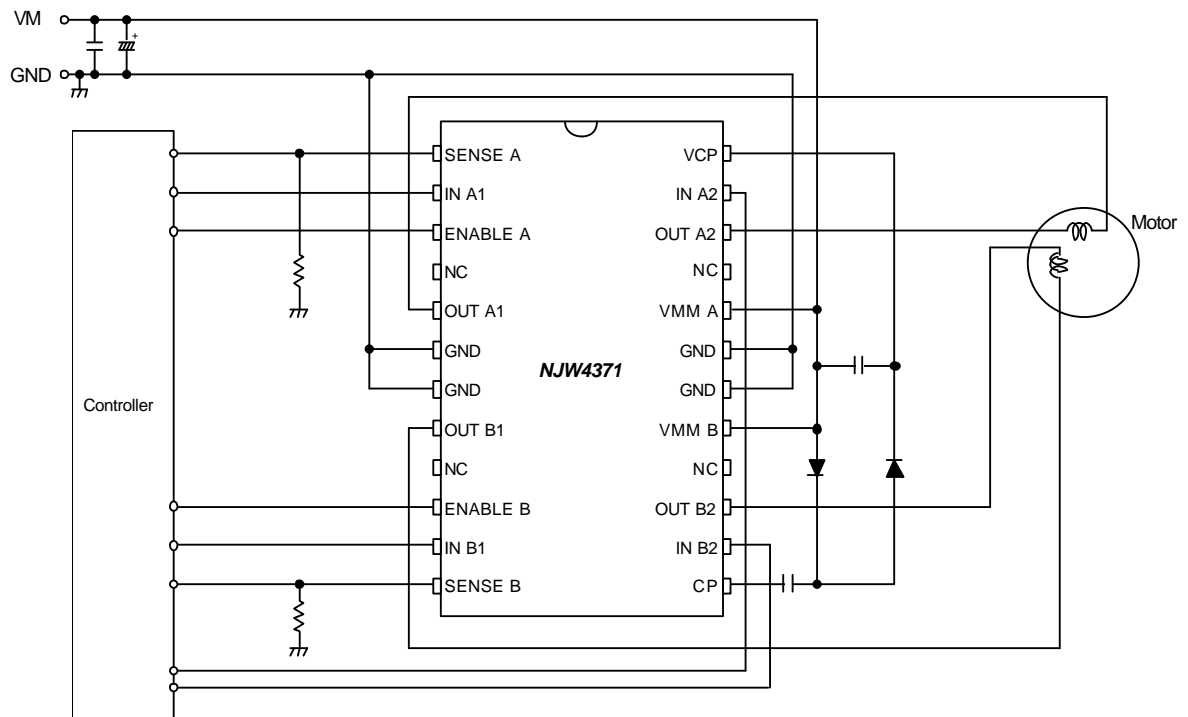 VM
+
GND
SENSE A
VCP
IN A1
IN A2
ENABLE A
OUT A2
Motor
NC
NC
OUT A1
VMM A
GND
GND
NJW4371
GND
GND
Controller
OUT B1
VMM B
NC
NC
ENABLE B
OUT B2
IN B1
IN B2
SENSE B
CP